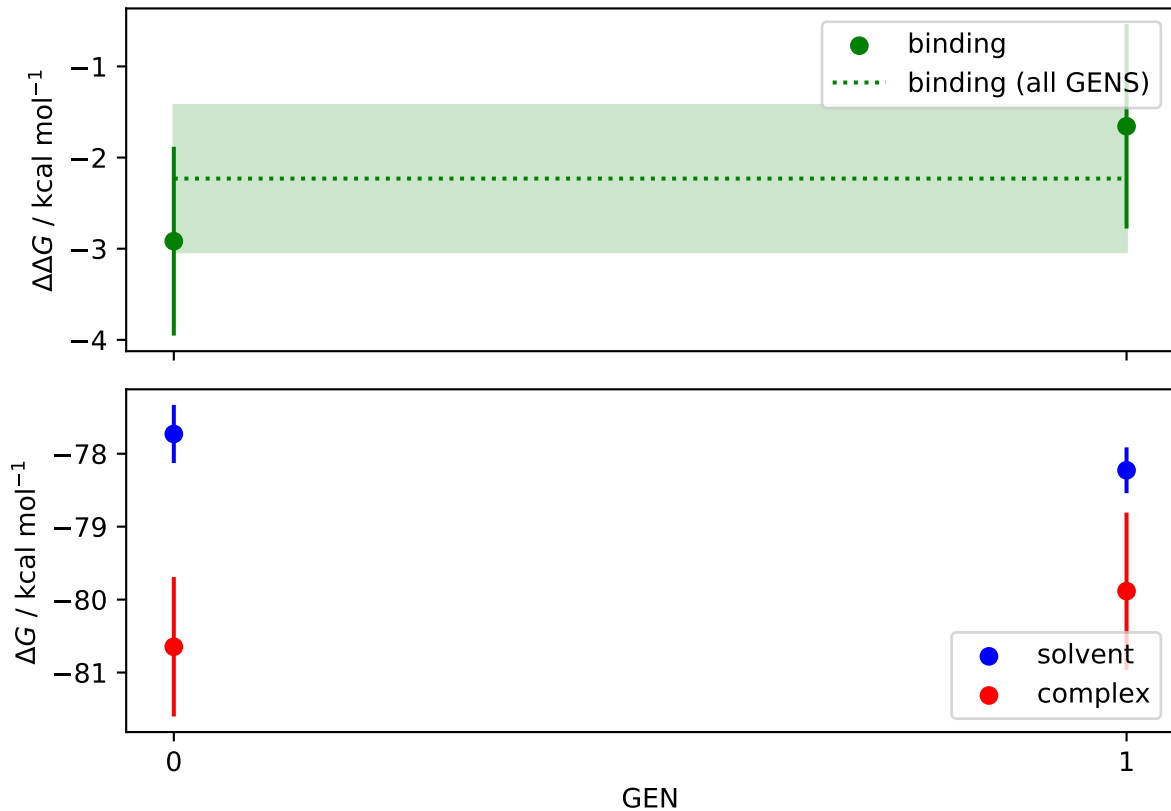 binding
binding (all GENS)
ΔΔG / kcal mol⁻¹
−1
−2
−3
−4
ΔG / kcal mol⁻¹
−78
−79
−80
−81
solvent
complex
0
1
GEN